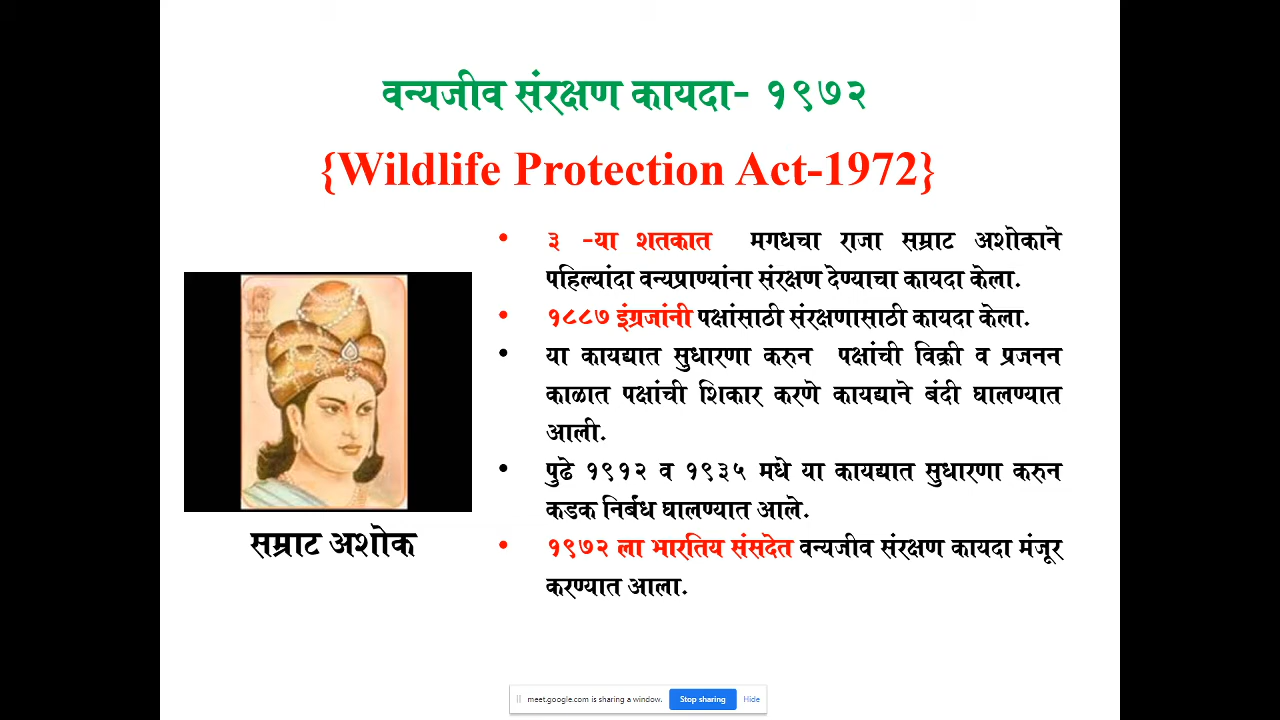 वन्यजीव संरक्षण कायदा- १९७२
{Wildlife Protection Act-1972}
• ३ -या शतकात मगधचा राजा सम्राट अशोकाने
पहिल्यांदा वन्यप्राण्यांना संरक्षण देण्याचा कायदा केला.
• १८८७ इंग्रजांनी पक्षांसाठी संरक्षणासाठी कायदा केला.
• या कायद्यात सुधारणा करुन पक्षांची विक्री व प्रजनन
काळात पक्षांची शिकार करणे कायद्याने बंदी घालण्यात
आली.
• पुढे १९१२ व १९३५ मधे या कायद्यात सुधारणा करुन
कडक निर्बंध घालण्यात आले.
• १९७२ ला भारतिय संसदेत वन्यजीव संरक्षण कायदा मंजूर
करण्यात आला.
सम्राट अशोक
meet.google.com is sharing a window. Stop sharing Hide